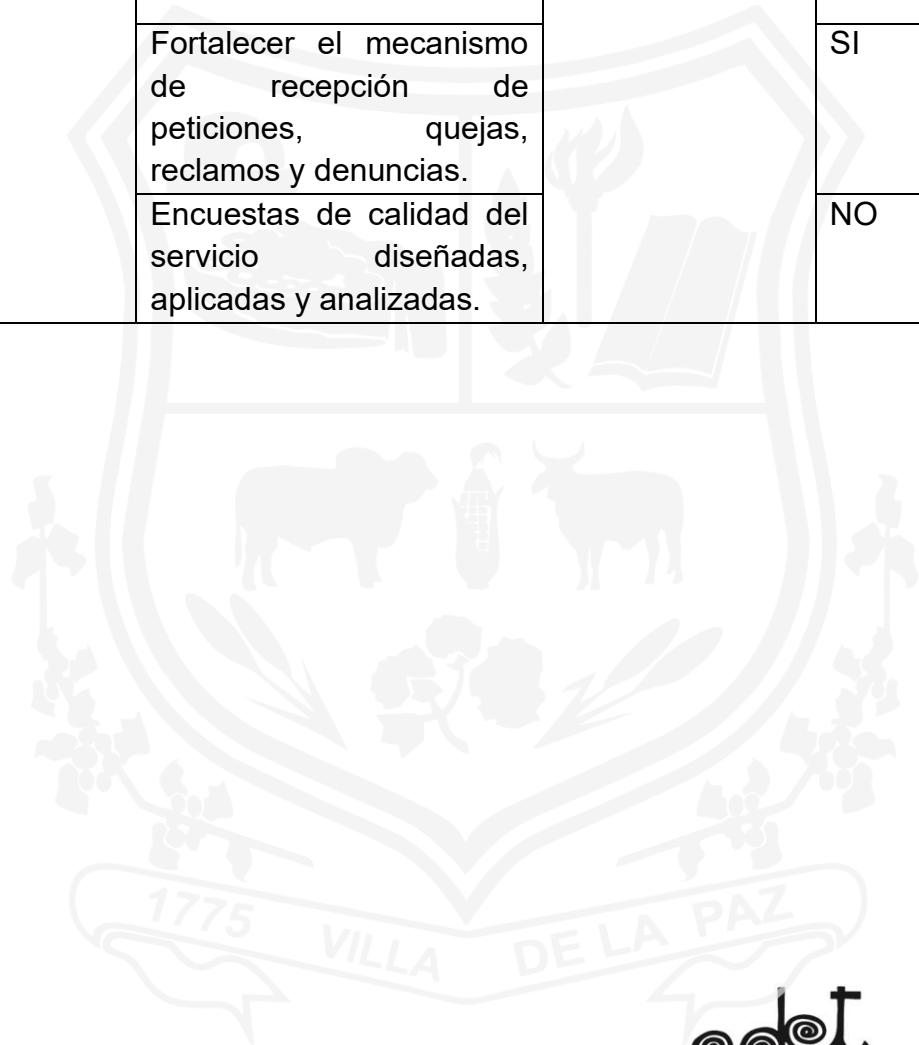 Fortalecer el mecanismo
SI
de recepción de
peticiones, quejas,
reclamos y denuncias.
Encuestas de calidad del
NO
servicio diseñadas,
aplicadas y analizadas.
1775 VILLA DE LA PAZ